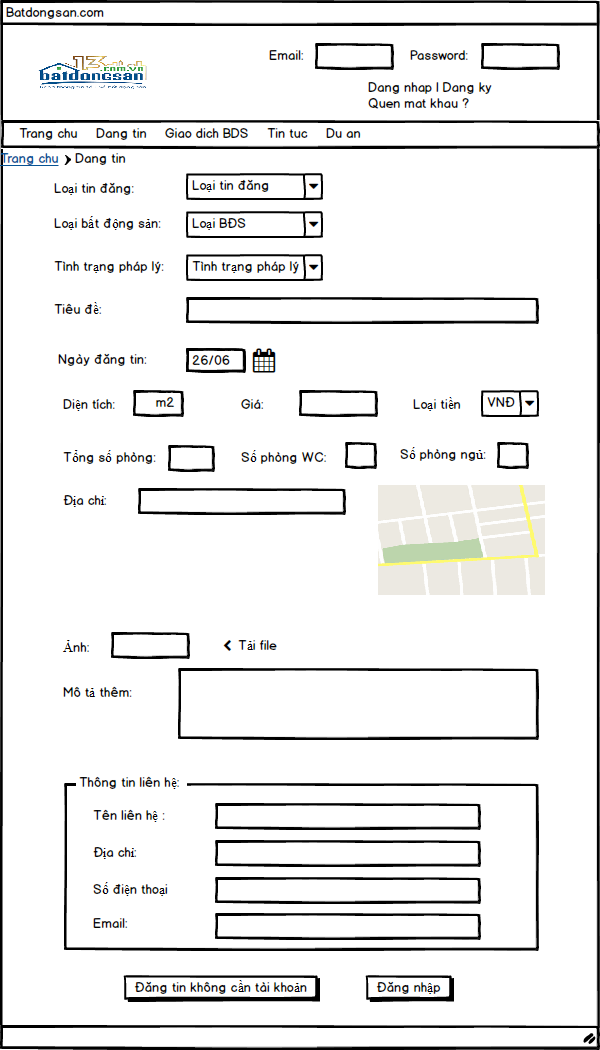 Batdongsan.com
13 .com.vn
batdongsan
Email:
Password:
Dang nhap I Dang ky
Quen mat khau ?
Trang chu Dang tin Giao dich BDS Tin tuc Du an
Trang chu Dang tin
Loại tin đăng: Loại tin đăng
Loại bất động sản: Loại BĐS
Tình trạng pháp lý: Tình trạng pháp lý
Tiêu đề:
Ngày đăng tin: 26/06
Diện tích: m2 Giá: Loại tiền VNĐ
Tổng số phòng: Số phòng WC: Số phòng ngủ:
Địa chỉ:
Ảnh: Tải file
Mô tả thêm:
Thông tin liên hệ:
Tên liên hệ :
Địa chỉ:
Số điện thoại
Email:
Đăng tin không cần tài khoản Đăng nhập